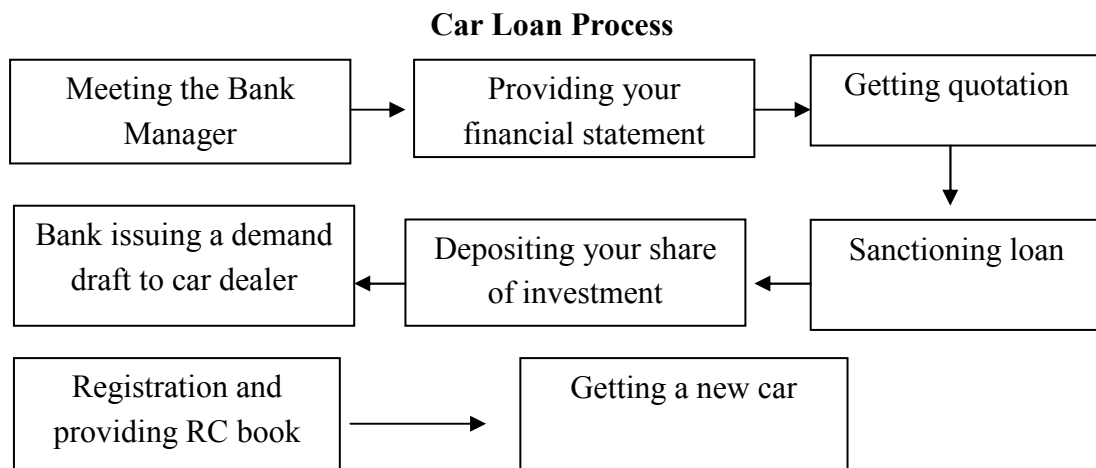 Car Loan Process
Meeting the Bank
Manager
Providing your
financial statement
Getting quotation
Bank issuing a demand
draft to car dealer
Depositing your share
of investment
Sanctioning loan
Registration and
providing RC book
Getting a new car